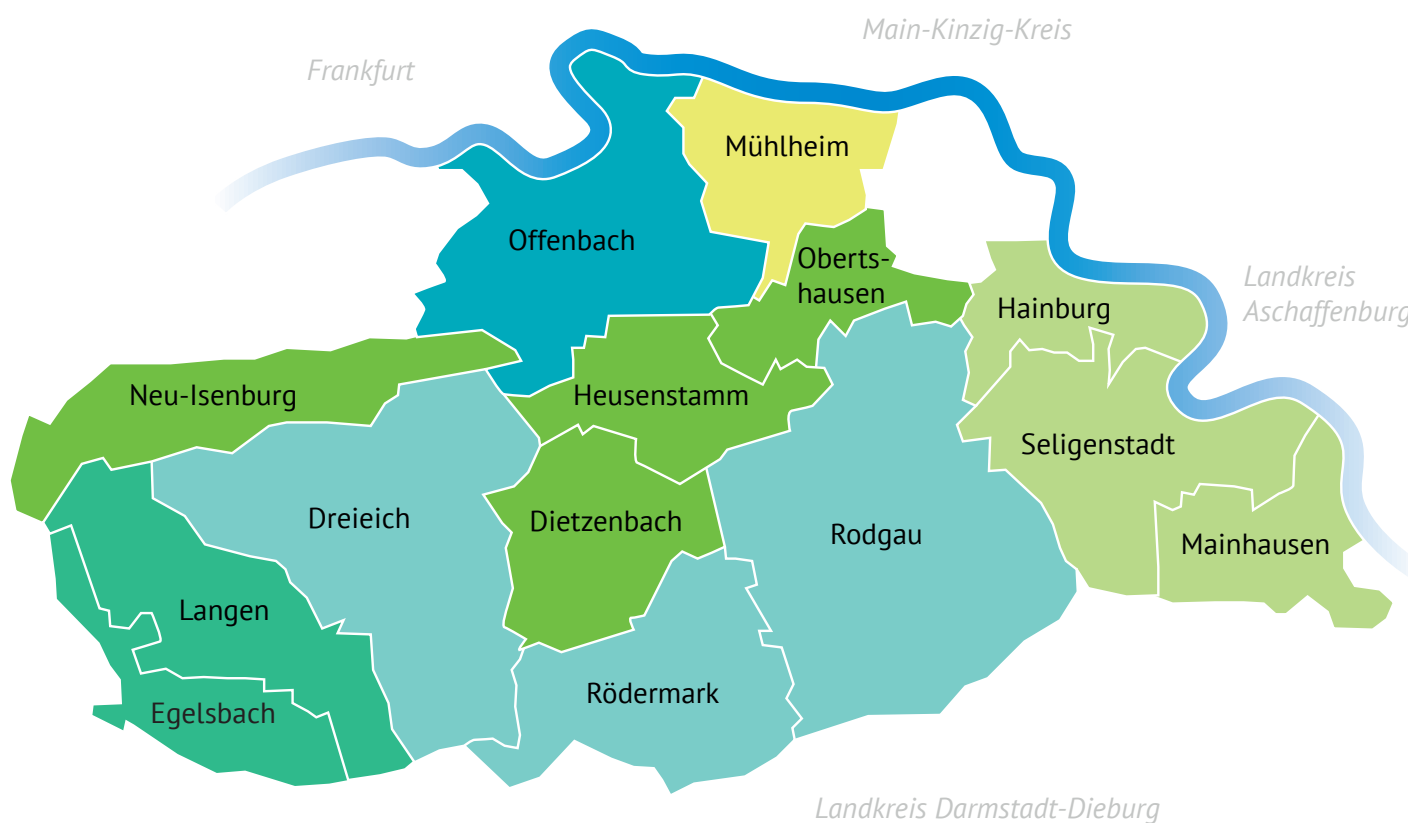 Main-Kinzig-Kreis
Frankfurt
Mühlheim
Offenbach
Oberts-
hausen
Landkreis
Aschaffenburg
Hainburg
Neu-Isenburg
Heusenstamm
Seligenstadt
Dreieich
Dietzenbach
Rodgau
Mainhausen
Langen
Rödermark
Egelsbach
Landkreis Darmstadt-Dieburg